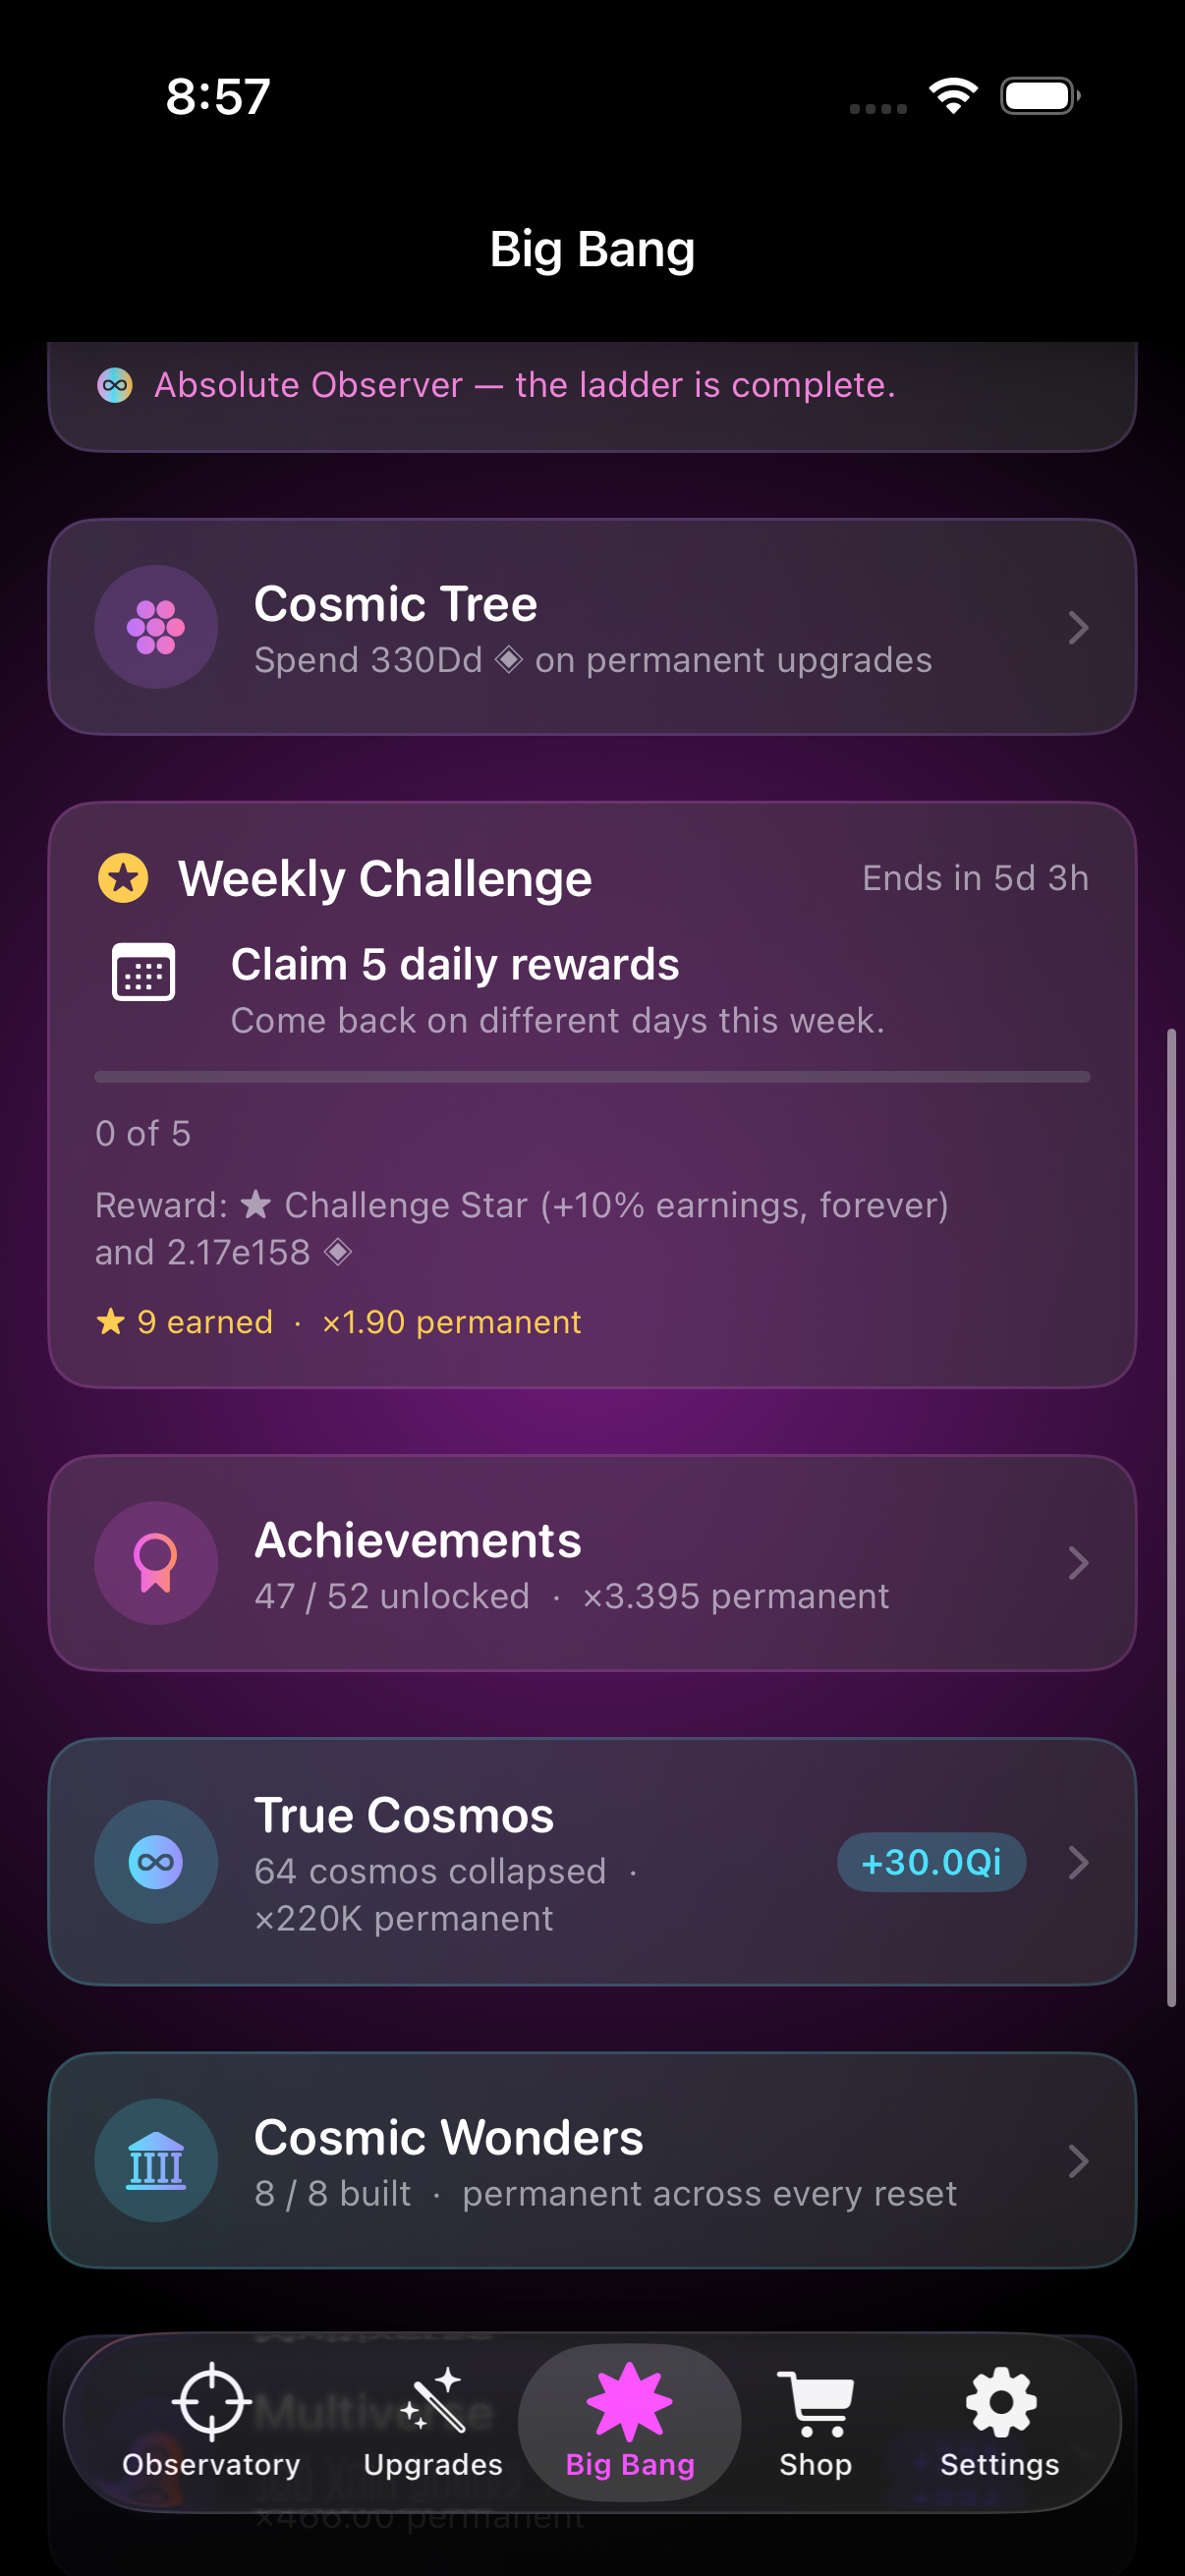 8:57
Big Bang
Absolute Observer — the ladder is complete.
Cosmic Tree
Spend 330Dd ◈ on permanent upgrades
Weekly Challenge
Ends in 5d 3h
Claim 5 daily rewards
Come back on different days this week.
0 of 5
Reward: ★ Challenge Star (+10% earnings, forever)
and 2.17e158 ◈
★ 9 earned · ×1.90 permanent
Achievements
47 / 52 unlocked · ×3.395 permanent
True Cosmos
64 cosmos collapsed ·
×220K permanent
+30.0Qi
Cosmic Wonders
8 / 8 built · permanent across every reset
Multiverse
×466.00 permanent
Observatory
Upgrades
Big Bang
Shop
Settings